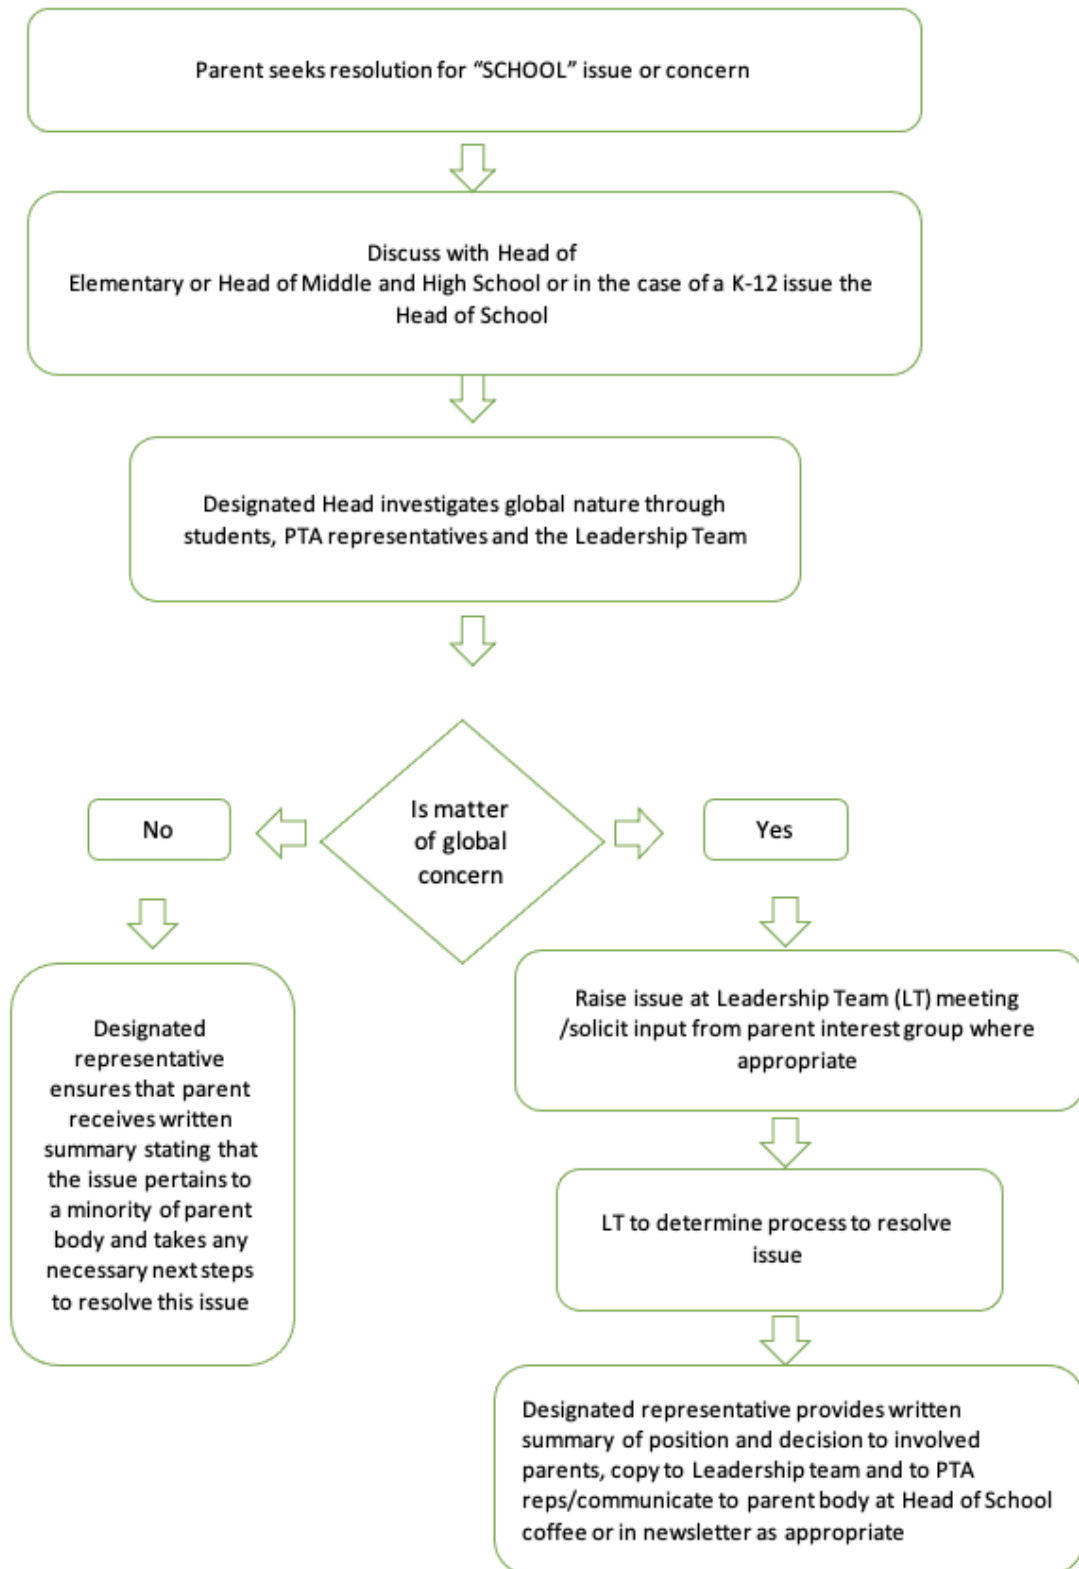 Parent seeks resolution for “SCHOOL” issue or concern
Discuss with Head of
Elementary or Head of Middle and High School or in the case of a K-12 issue the
Head of School
Designated Head investigates global nature through
students, PTA representatives and the Leadership Team
Is matter
of global
concern
No
Yes
Designated
representative
ensures that parent
receives written
summary stating that
the issue pertains to
a minority of parent
body and takes any
necessary next steps
to resolve this issue
Raise issue at Leadership Team (LT) meeting
/solicit input from parent interest group where
appropriate
LT to determine process to resolve
issue
Designated representative provides written
summary of position and decision to involved
parents, copy to Leadership team and to PTA
reps/communicate to parent body at Head of School
coffee or in newsletter as appropriate